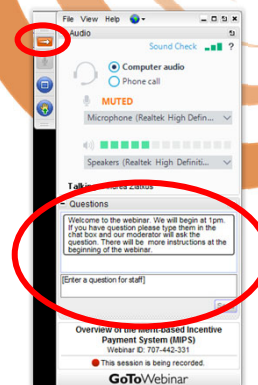 File View Help
Audio
Sound Check ?
Computer audio
Phone call
MUTED
Microphone (Realtek High Defin...
Speakers (Realtek High Definiti...
Talking:
Questions
Welcome to the webinar. We will begin at 1pm.
If you have question please type them in the
chat box and our moderator will ask the
question. There will be more instructions at the
beginning of the webinar.
[Enter a question for staff]
Overview of the Merit-based Incentive
Payment System (MIPS)
Webinar ID: 707-442-331
This session is being recorded.
GoToWebinar